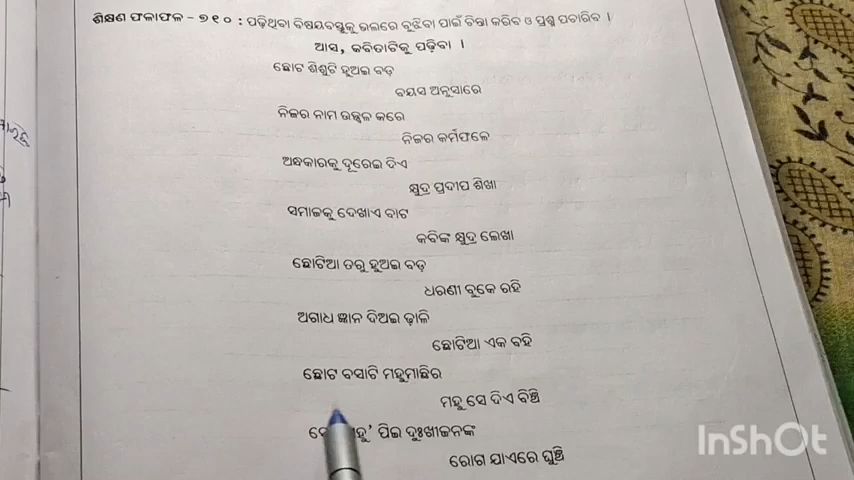 ଶିକ୍ଷଣ ଫଳାଫଳ - ୭୧୦ : ପଢ଼ିଥିବା ବିଷୟବସ୍ତୁକୁ ଭଲରେ ବୁଝିବା ପାଇଁ ଚିନ୍ତା କରିବ ଓ ପ୍ରଶ୍ନ ପଚାରିବ ।
ଆସ, କବିତାଟିକୁ ପଢ଼ିବା ।
ଛୋଟ ଶିଶୁଟି ହୁଅଇ ବଡ଼
ବୟସ ଅନୁସାରେ
ନିଜର ନାମ ଉଜ୍ଜ୍ୱଳ କରେ
ନିଜର କର୍ମଫଳେ
ଅନ୍ଧକାରକୁ ଦୂରେଇ ଦିଏ
କ୍ଷୁଦ୍ର ପ୍ରଦୀପ ଶିଖା
ସମାଜକୁ ଦେଖାଏ ବାଟ
କବିଙ୍କ କ୍ଷୁଦ୍ର ଲେଖା
ଛୋଟିଆ ତରୁ ହୁଅଇ ବଡ଼
ଧରଣୀ ବୁକେ ରହି
ଅଗାଧ ଜ୍ଞାନ ଦିଅଇ ଢ଼ାଳି
ଛୋଟିଆ ଏକ ବହି
ଛୋଟ ବସାଟି ମହୁମାଛିର
ମହୁ ସେ ଦିଏ ବିଞ୍ଚି
ପିଇ ଦୁଃଖୀଜନଙ୍କ
ରୋଗ ଯାଏରେ ଘୁଞ୍ଚି
InShOt